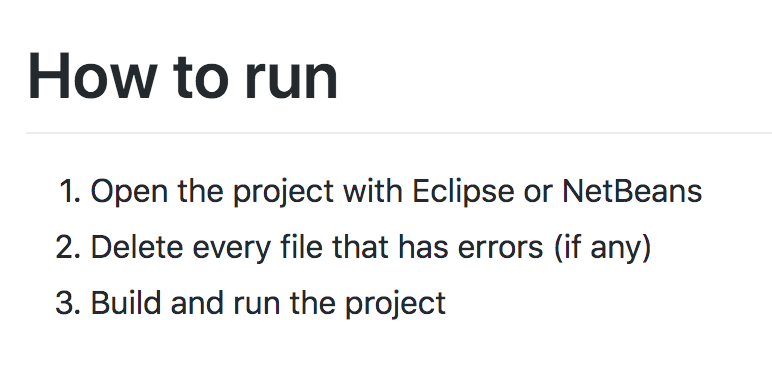 How to run
1. Open the project with Eclipse or NetBeans
2. Delete every file that has errors (if any)
3. Build and run the project